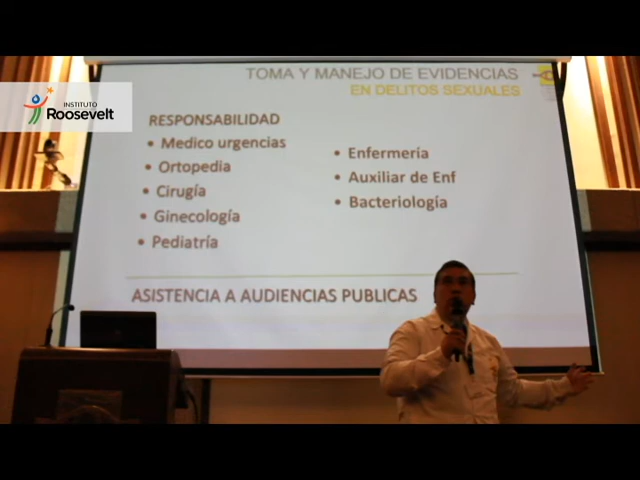 INSTITUTO
Roosevelt
TOMA Y MANEJO DE EVIDENCIAS
EN DELITOS SEXUALES
RESPONSABILIDAD
• Medico urgencias
• Ortopedia
• Cirugía
• Ginecología
• Pediatría
• Enfermería
• Auxiliar de Enf
• Bacteriología
ASISTENCIA A AUDIENCIAS PUBLICAS